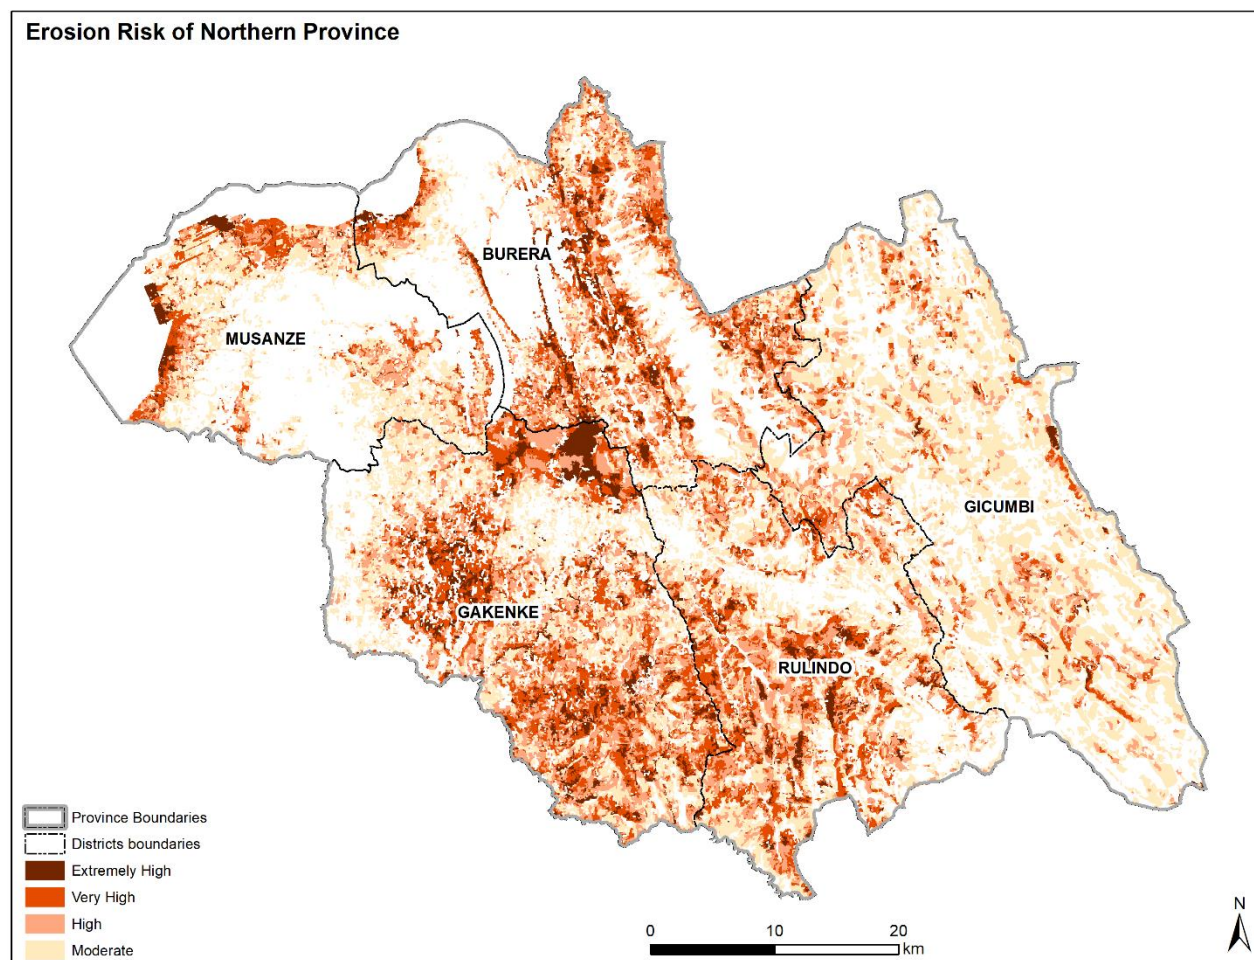 Erosion Risk of Northern Province
BURERA
MUSANZE
GICUMBI
GAKENKE
RULINDO
Province Boundaries
Districts boundaries
Extremely High
Very High
High
Moderate
0 10 20
km
N